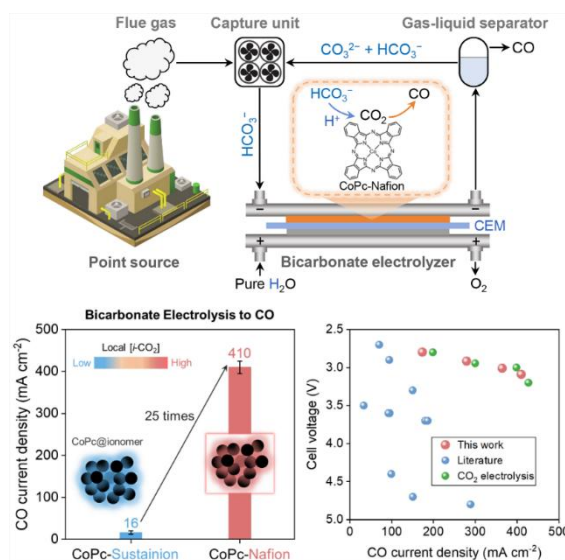 Flue gas
Capture unit
Gas-liquid separator
CO₃²⁻ + HCO₃⁻
CO
HCO₃⁻
HCO₃⁻
H⁺
CO₂
CO
CoPc-Nafion
CEM
Point source
Pure H₂O
Bicarbonate electrolyzer
O₂
Bicarbonate Electrolysis to CO
CO current density (mA cm⁻²)
500
400
300
200
100
0
Local [i-CO₂]
Low
High
410
25 times
CoPc@ionomer
16
CoPc-Sustainion
CoPc-Nafion
Cell voltage (V)
2.5
3.0
3.5
4.0
4.5
5.0
This work
Literature
CO₂ electrolysis
0 100 200 300 400 500
CO current density (mA cm⁻²)